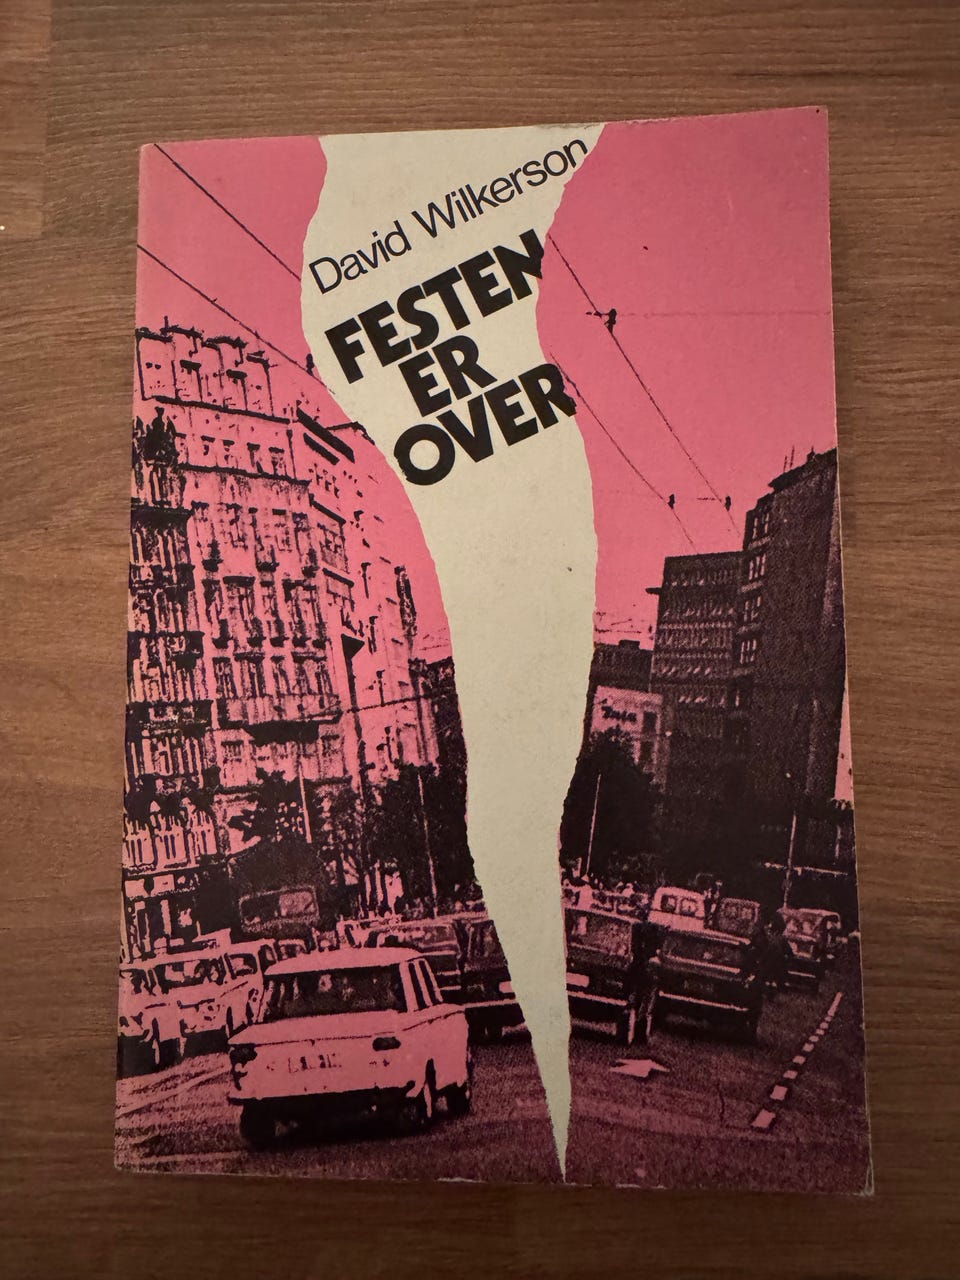 David Wilkerson
FESTEN
ER
OVER